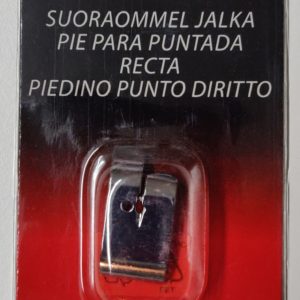 SUORAOMMEL JALKA
PIE PARA PUNTADA
RECTA
PIEDINO PUNTO DIRITTO